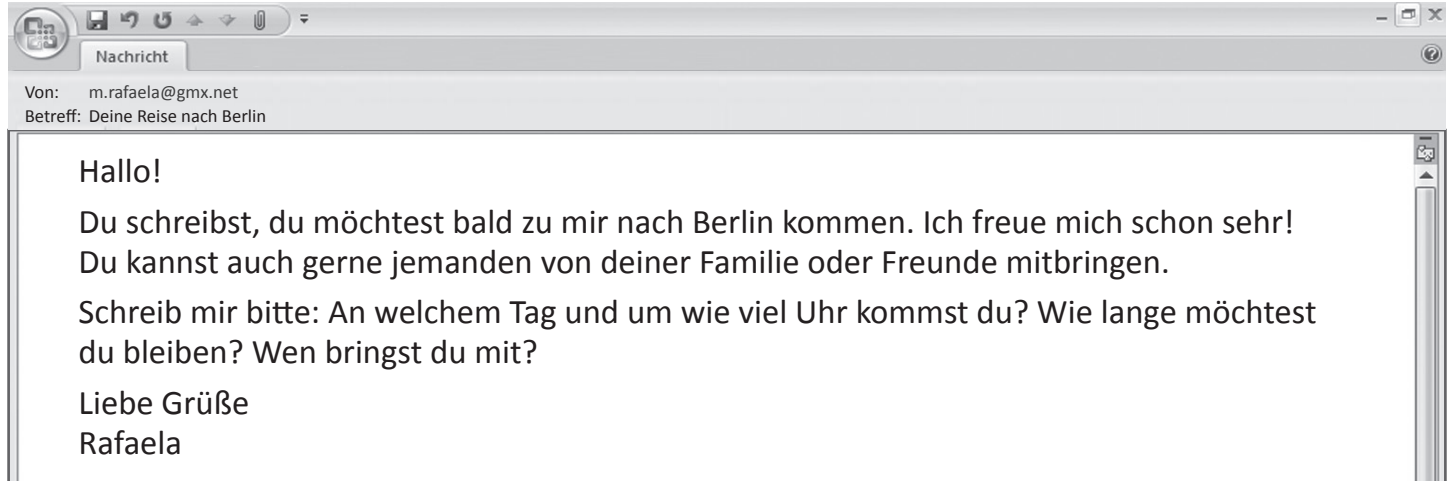 Nachricht
Von: m.rafaela@gmx.net
Betreff: Deine Reise nach Berlin
Hallo!
Du schreibst, du möchtest bald zu mir nach Berlin kommen. Ich freue mich schon sehr!
Du kannst auch gerne jemanden von deiner Familie oder Freunde mitbringen.
Schreib mir bitte: An welchem Tag und um wie viel Uhr kommst du? Wie lange möchtest
du bleiben? Wen bringst du mit?
Liebe Grüße
Rafaela